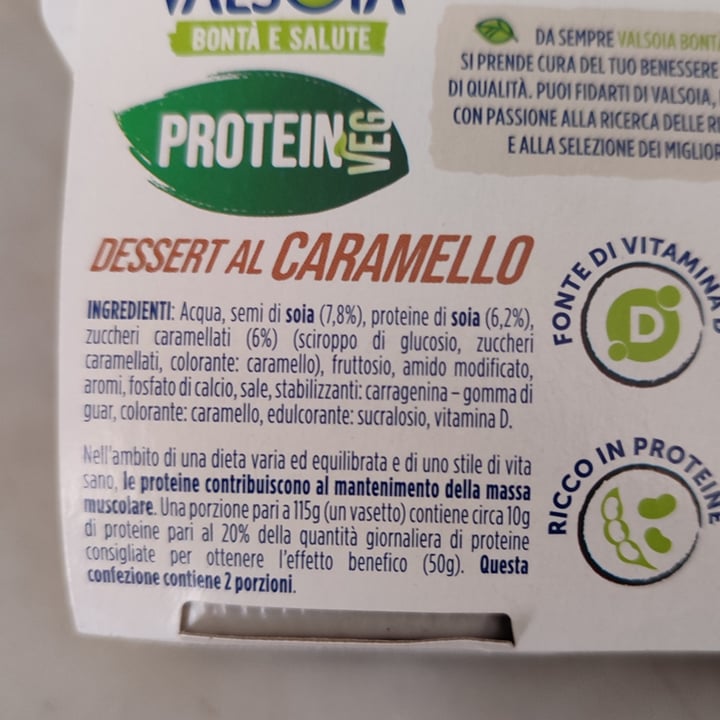 VALSOIA
BONTÀ E SALUTE
PROTEIN VEG
DESSERT AL CARAMELLO
INGREDIENTI: Acqua, semi di soia (7,8%), proteine di soia (6,2%),
zuccheri caramellati (6%) (sciroppo di glucosio, zuccheri
caramellati, colorante: caramello), fruttosio, amido modificato,
aromi, fosfato di calcio, sale, stabilizzanti: carragenina – gomma di
guar, colorante: caramello, edulcorante: sucralosio, vitamina D.
Nell'ambito di una dieta varia ed equilibrata e di uno stile di vita
sano, le proteine contribuiscono al mantenimento della massa
muscolare. Una porzione pari a 115g (un vasetto) contiene circa 10g
di proteine pari al 20% della quantità giornaliera di proteine
consigliate per ottenere l'effetto benefico (50g). Questa
confezione contiene 2 porzioni.
DA SEMPRE VALSOIA BONT
SI PRENDE CURA DEL TUO BENESSERE
DI QUALITÀ. PUOI FIDARTI DI VALSOIA,
CON PASSIONE ALLA RICERCA DELLE
E ALLA SELEZIONE DEI MIGLIOR
FONTE DI VITAMINA D
D
RICCO IN PROTEINE